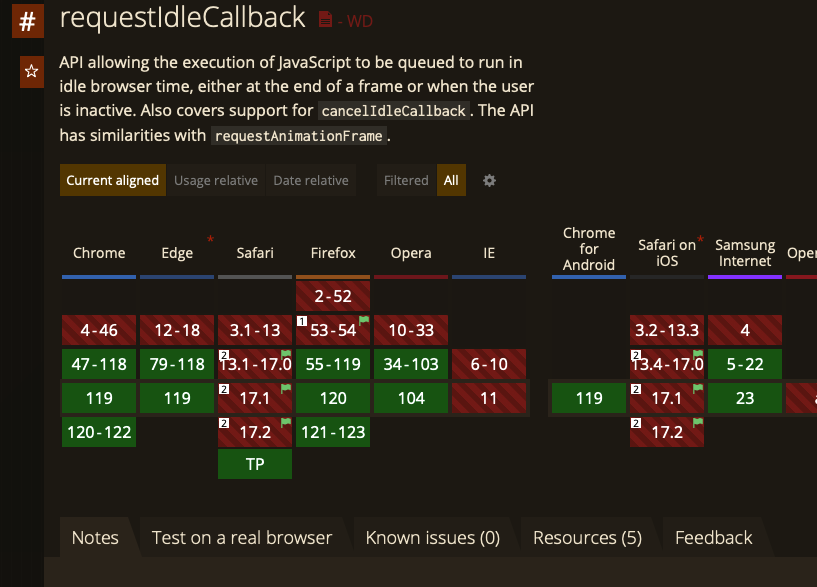 #
requestIdleCallback - WD
API allowing the execution of JavaScript to be queued to run in
idle browser time, either at the end of a frame or when the user
is inactive. Also covers support for cancelIdleCallback. The API
has similarities with requestAnimationFrame.
Current aligned Usage relative Date relative Filtered All
Chrome Edge * Safari Firefox Opera IE Chrome for Android Safari on iOS * Samsung Internet
2-52
4-46 12-18 3.1-13 1 53-54 10-33 3.2-13.3 4
47-118 79-118 2 13.1-17.0 55-119 34-103 6-10 2 13.4-17.0 5-22
119 119 2 17.1 120 104 11 119 2 17.1 23
120-122 2 17.2 121-123 2 17.2
TP
Notes Test on a real browser Known issues (0) Resources (5) Feedback